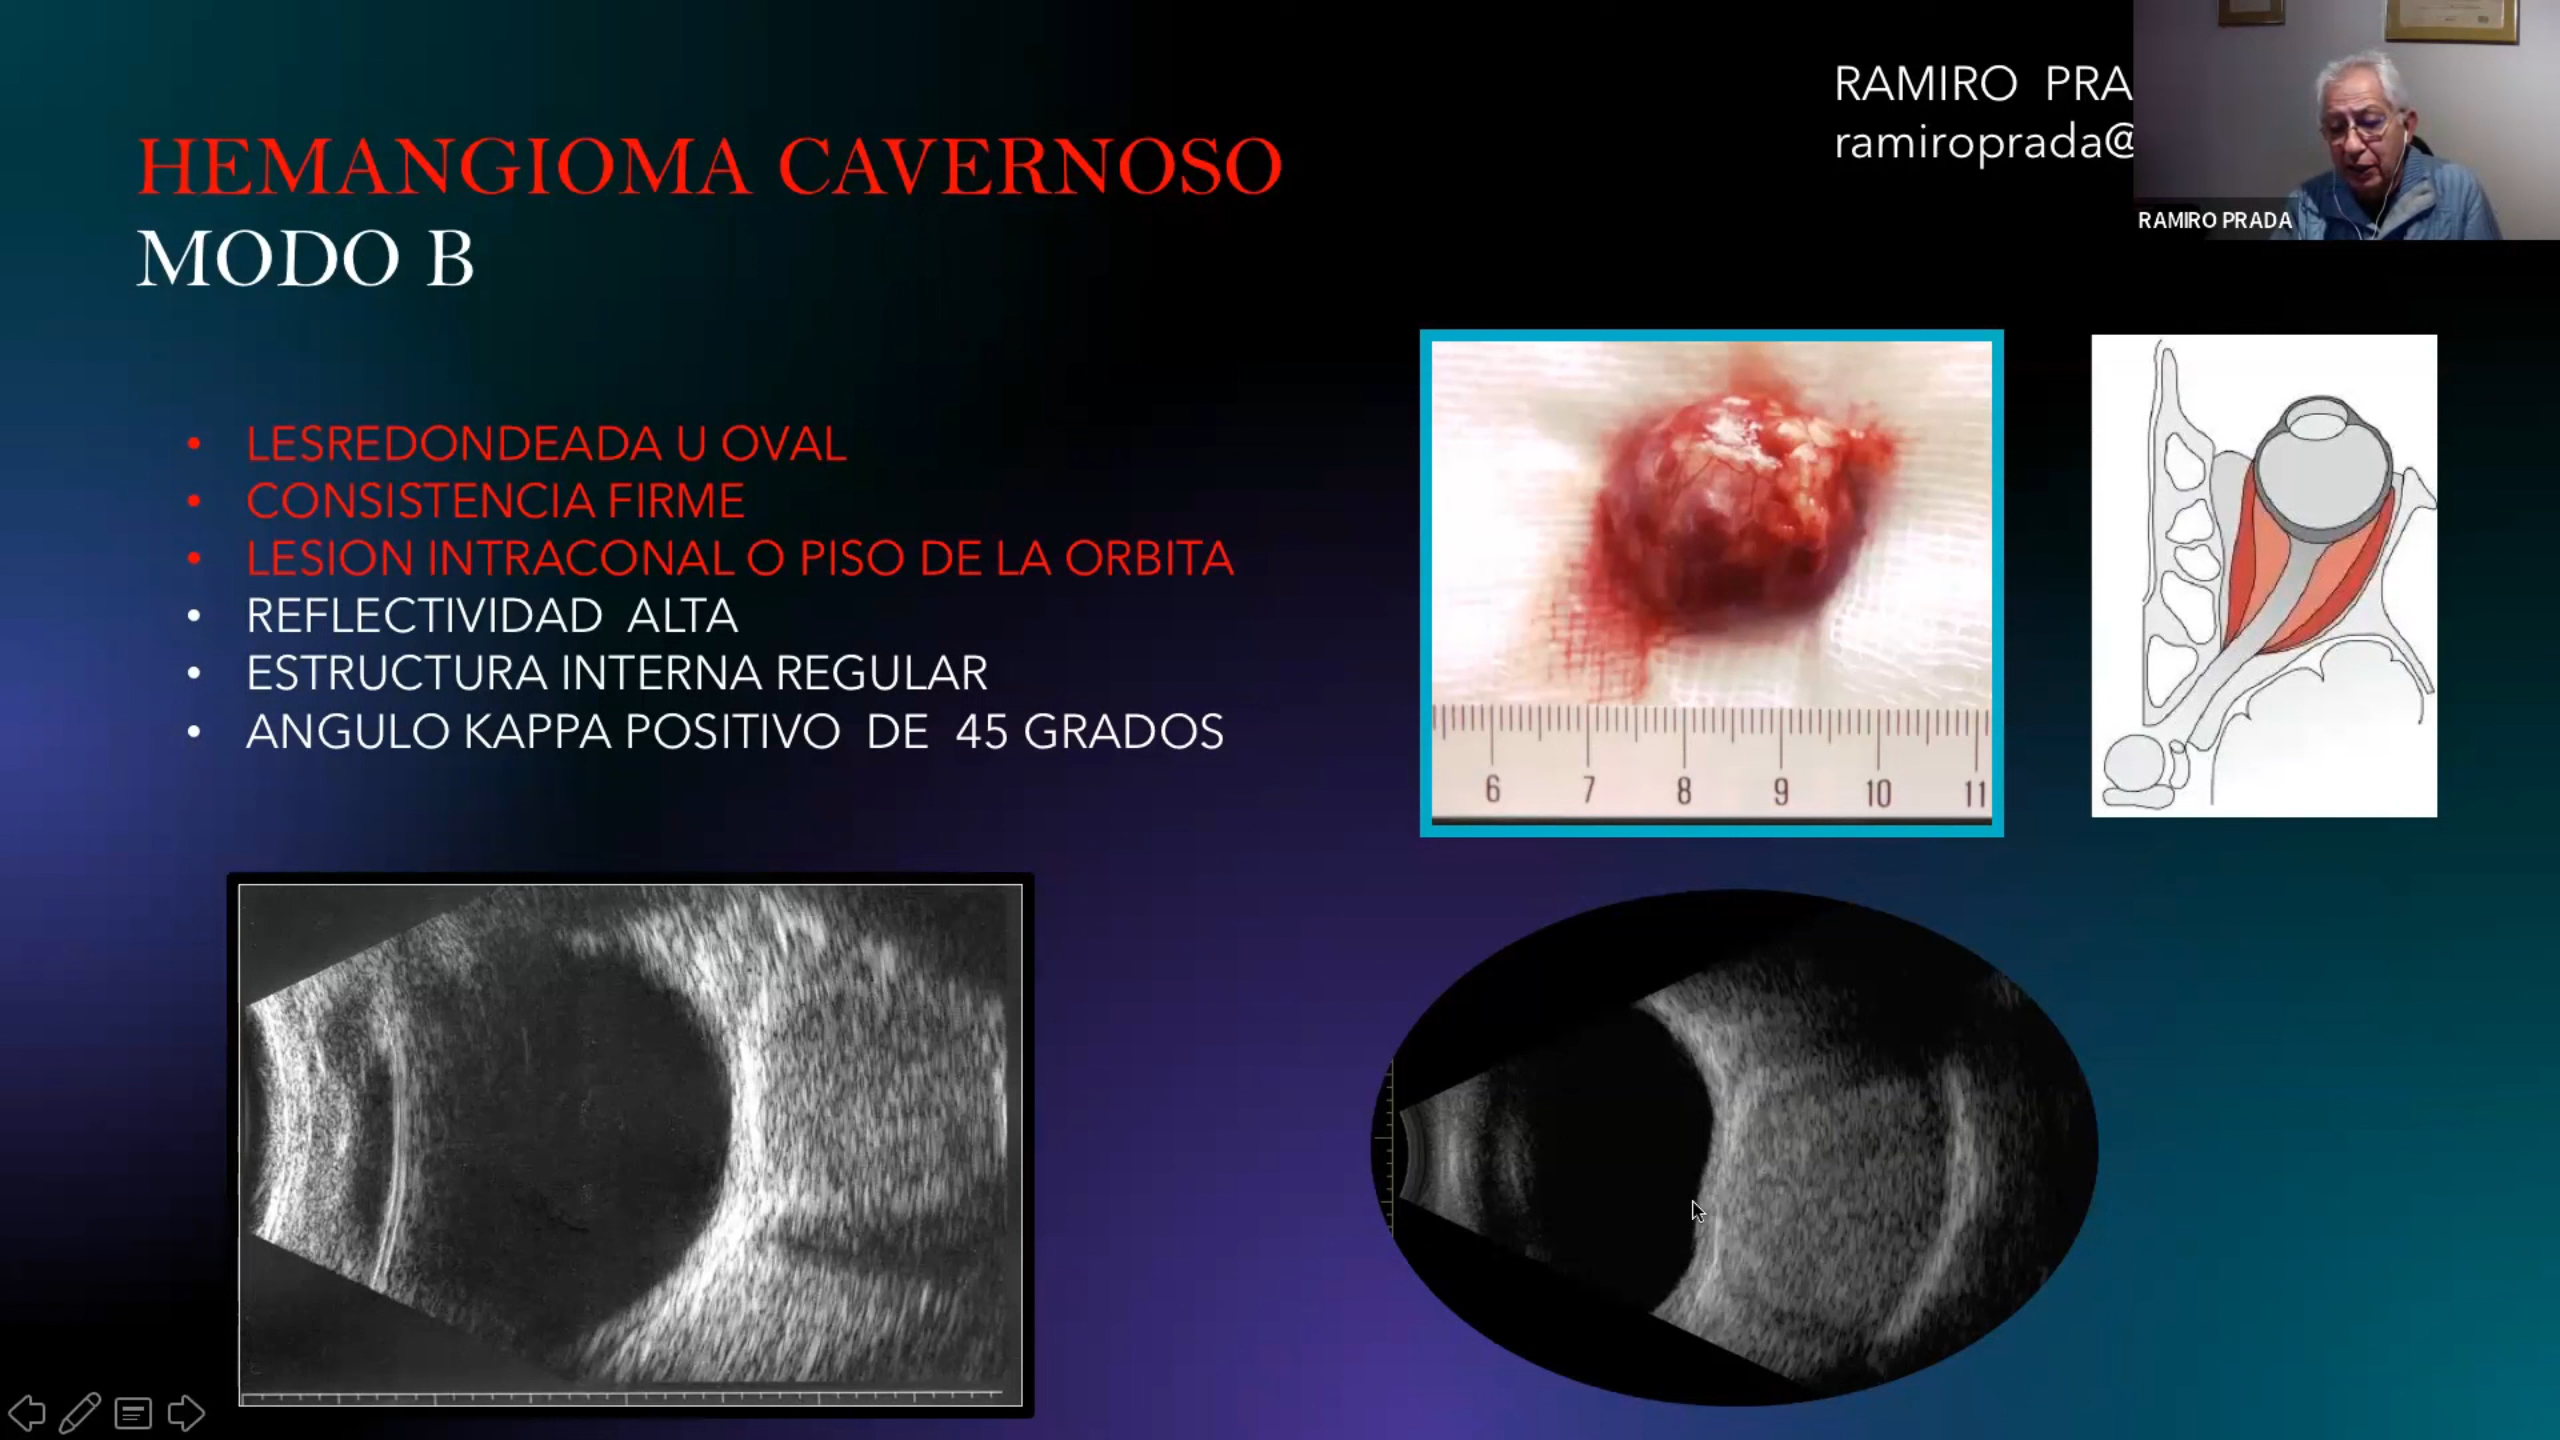 RAMIRO PRA
ramiroprada@
RAMIRO PRADA
HEMANGIOMA CAVERNOSO
MODO B
• LESREDONDEADA U OVAL
• CONSISTENCIA FIRME
• LESION INTRACONAL O PISO DE LA ORBITA
• REFLECTIVIDAD ALTA
• ESTRUCTURA INTERNA REGULAR
• ANGULO KAPPA POSITIVO DE 45 GRADOS
6 7 8 9 10 11